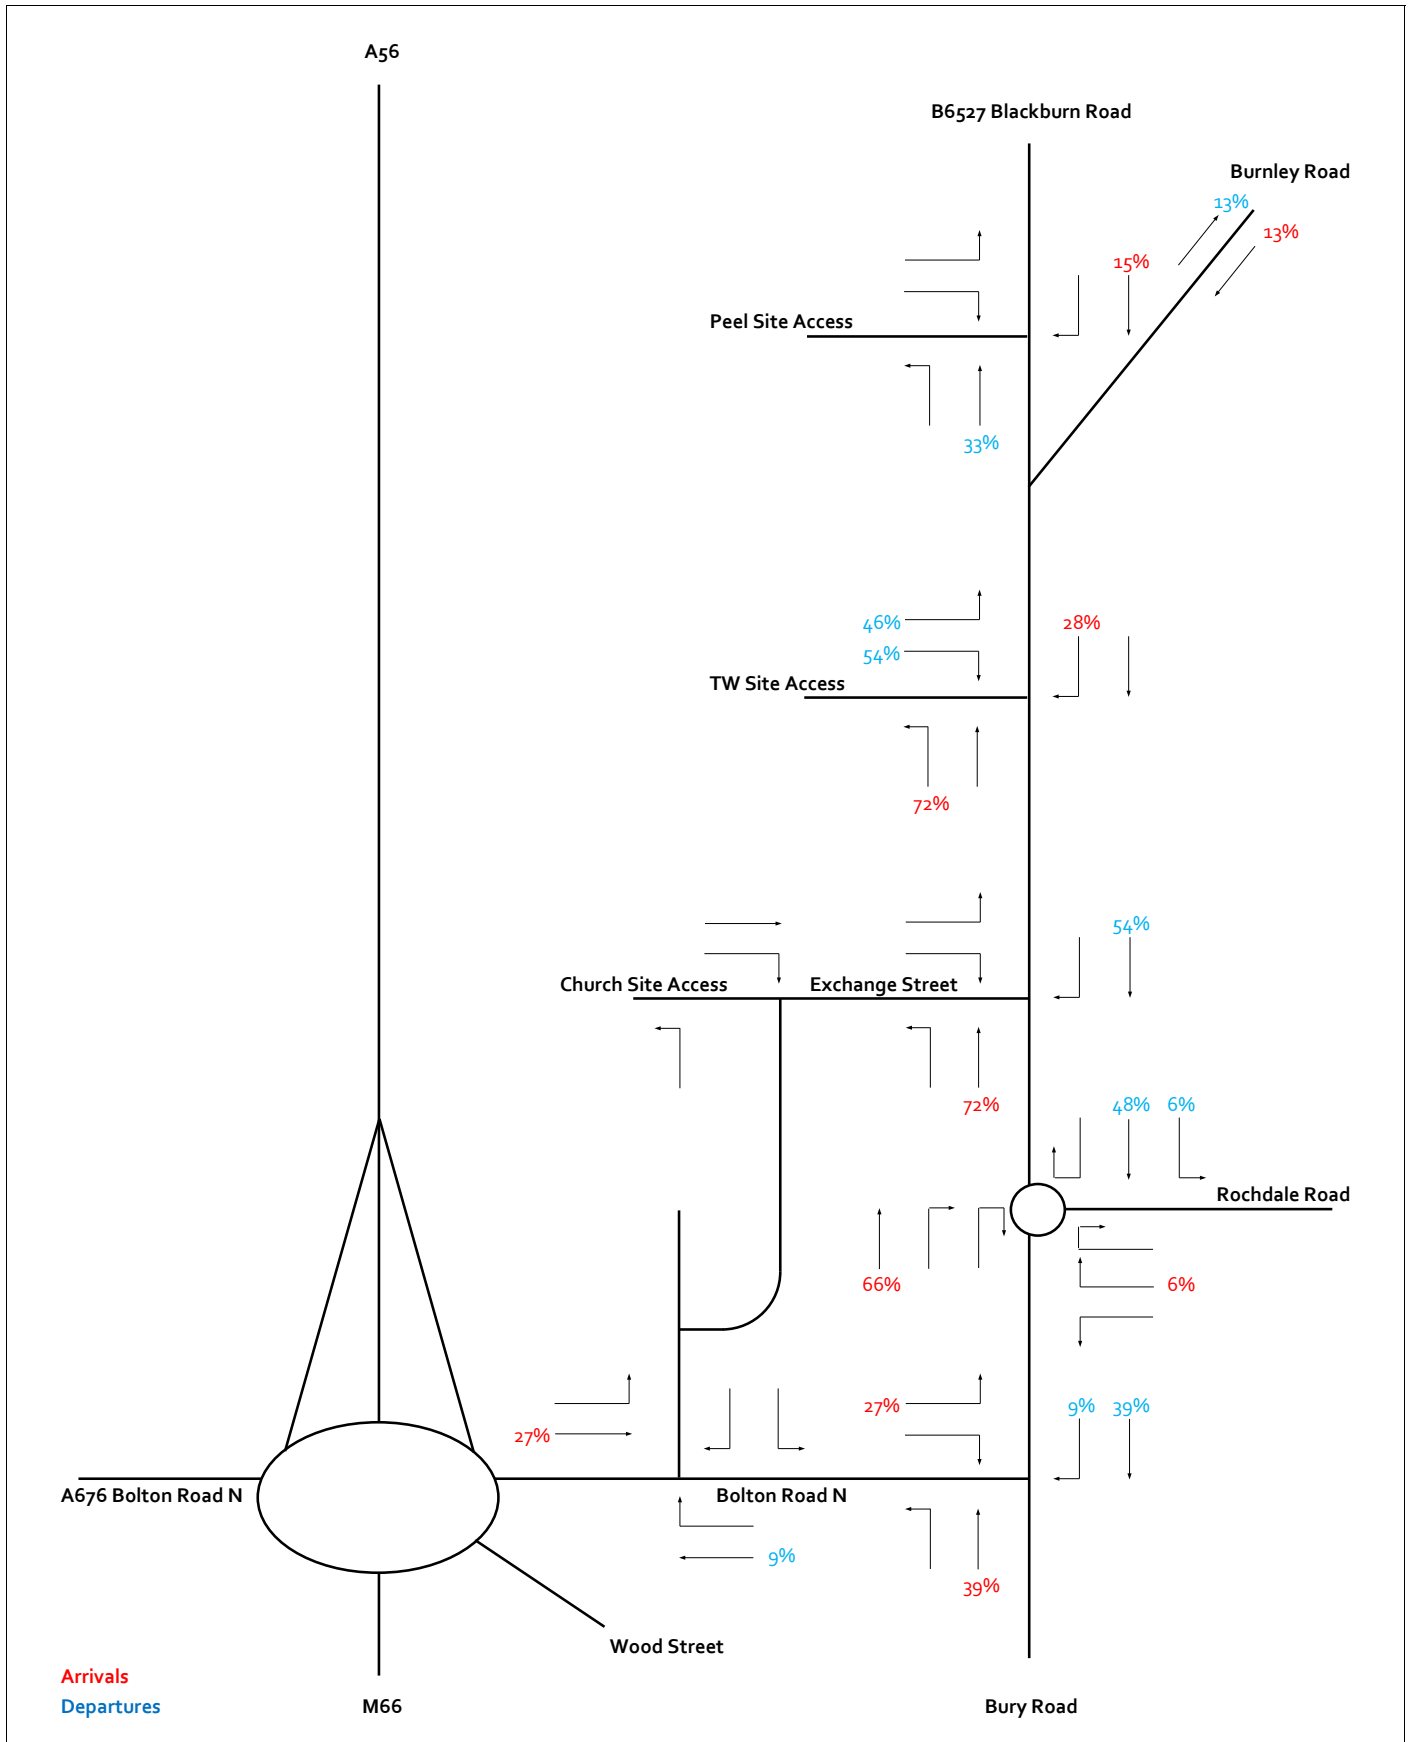 A56
B6527 Blackburn Road
Burnley Road
13%
13%
15%
Peel Site Access
33%
46%
28%
54%
TW Site Access
72%
54%
Church Site Access
Exchange Street
72%
48%
6%
Rochdale Road
66%
6%
27%
27%
9%
39%
A676 Bolton Road N
Bolton Road N
9%
39%
Wood Street
Arrivals
Departures
M66
Bury Road